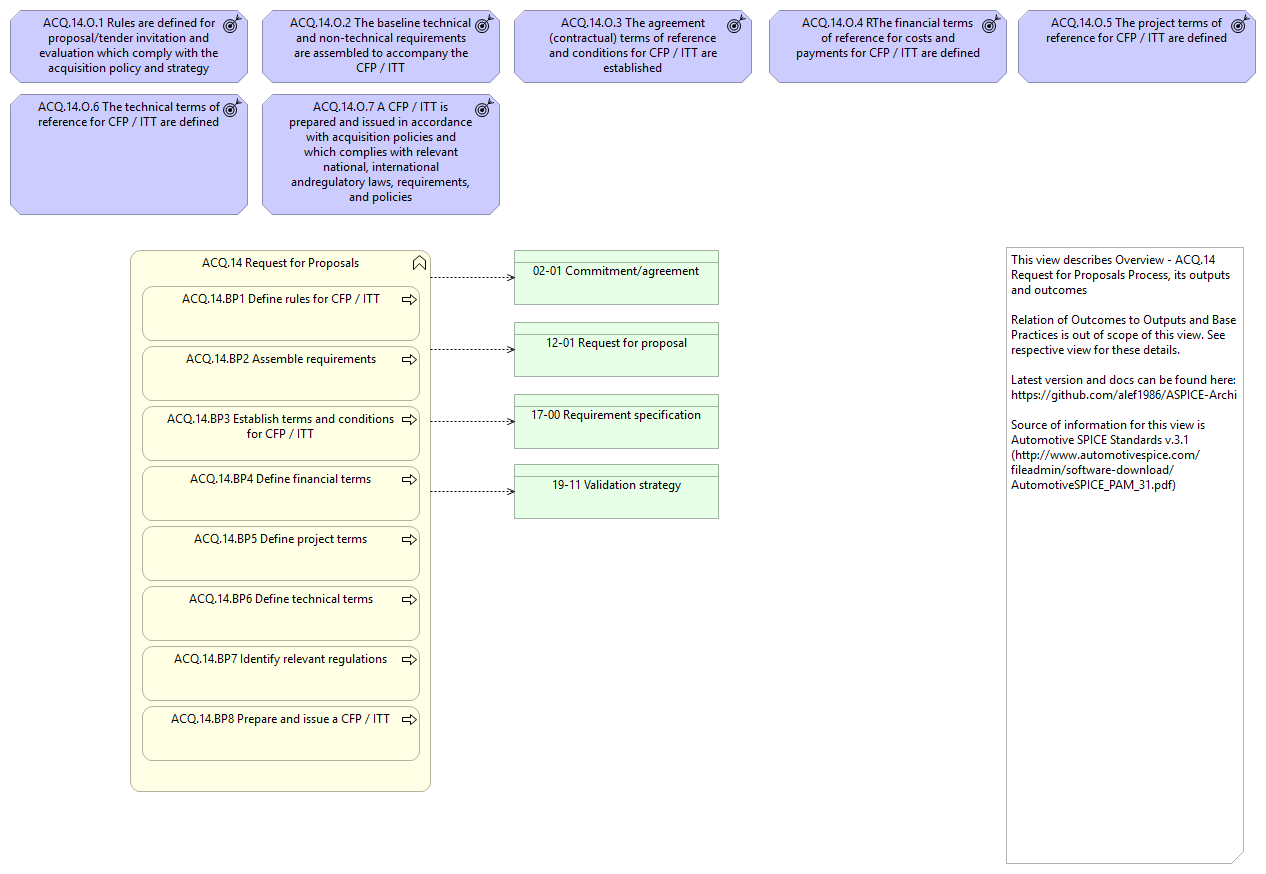 ACQ.14.O.1 Rules are defined for
proposal/tender invitation and
evaluation which comply with the
acquisition policy and strategy
ACQ.14.O.2 The baseline technical
and non-technical requirements
are assembled to accompany the
CFP / ITT
ACQ.14.O.3 The agreement
(contractual) terms of reference
and conditions for CFP / ITT are
established
ACQ.14.O.4 RThe financial terms
of reference for costs and
payments for CFP / ITT are defined
ACQ.14.O.5 The project terms of
reference for CFP / ITT are defined
ACQ.14.O.6 The technical terms of
reference for CFP / ITT are defined
ACQ.14.O.7 A CFP / ITT is
prepared and issued in accordance
with acquisition policies and
which complies with relevant
national, international
andregulatory laws, requirements,
and policies
ACQ.14 Request for Proposals
ACQ.14.BP1 Define rules for CFP / ITT
ACQ.14.BP2 Assemble requirements
ACQ.14.BP3 Establish terms and conditions
for CFP / ITT
ACQ.14.BP4 Define financial terms
ACQ.14.BP5 Define project terms
ACQ.14.BP6 Define technical terms
ACQ.14.BP7 Identify relevant regulations
ACQ.14.BP8 Prepare and issue a CFP / ITT
02-01 Commitment/agreement
12-01 Request for proposal
17-00 Requirement specification
19-11 Validation strategy
This view describes Overview - ACQ.14
Request for Proposals Process, its outputs
and outcomes
Relation of Outcomes to Outputs and Base
Practices is out of scope of this view. See
respective view for these details.
Latest version and docs can be found here:
https://github.com/alef1986/ASPICE-Archi
Source of information for this view is
Automotive SPICE Standards v.3.1
(http://www.automotivespice.com/
fileadmin/software-download/
AutomotiveSPICE_PAM_31.pdf)